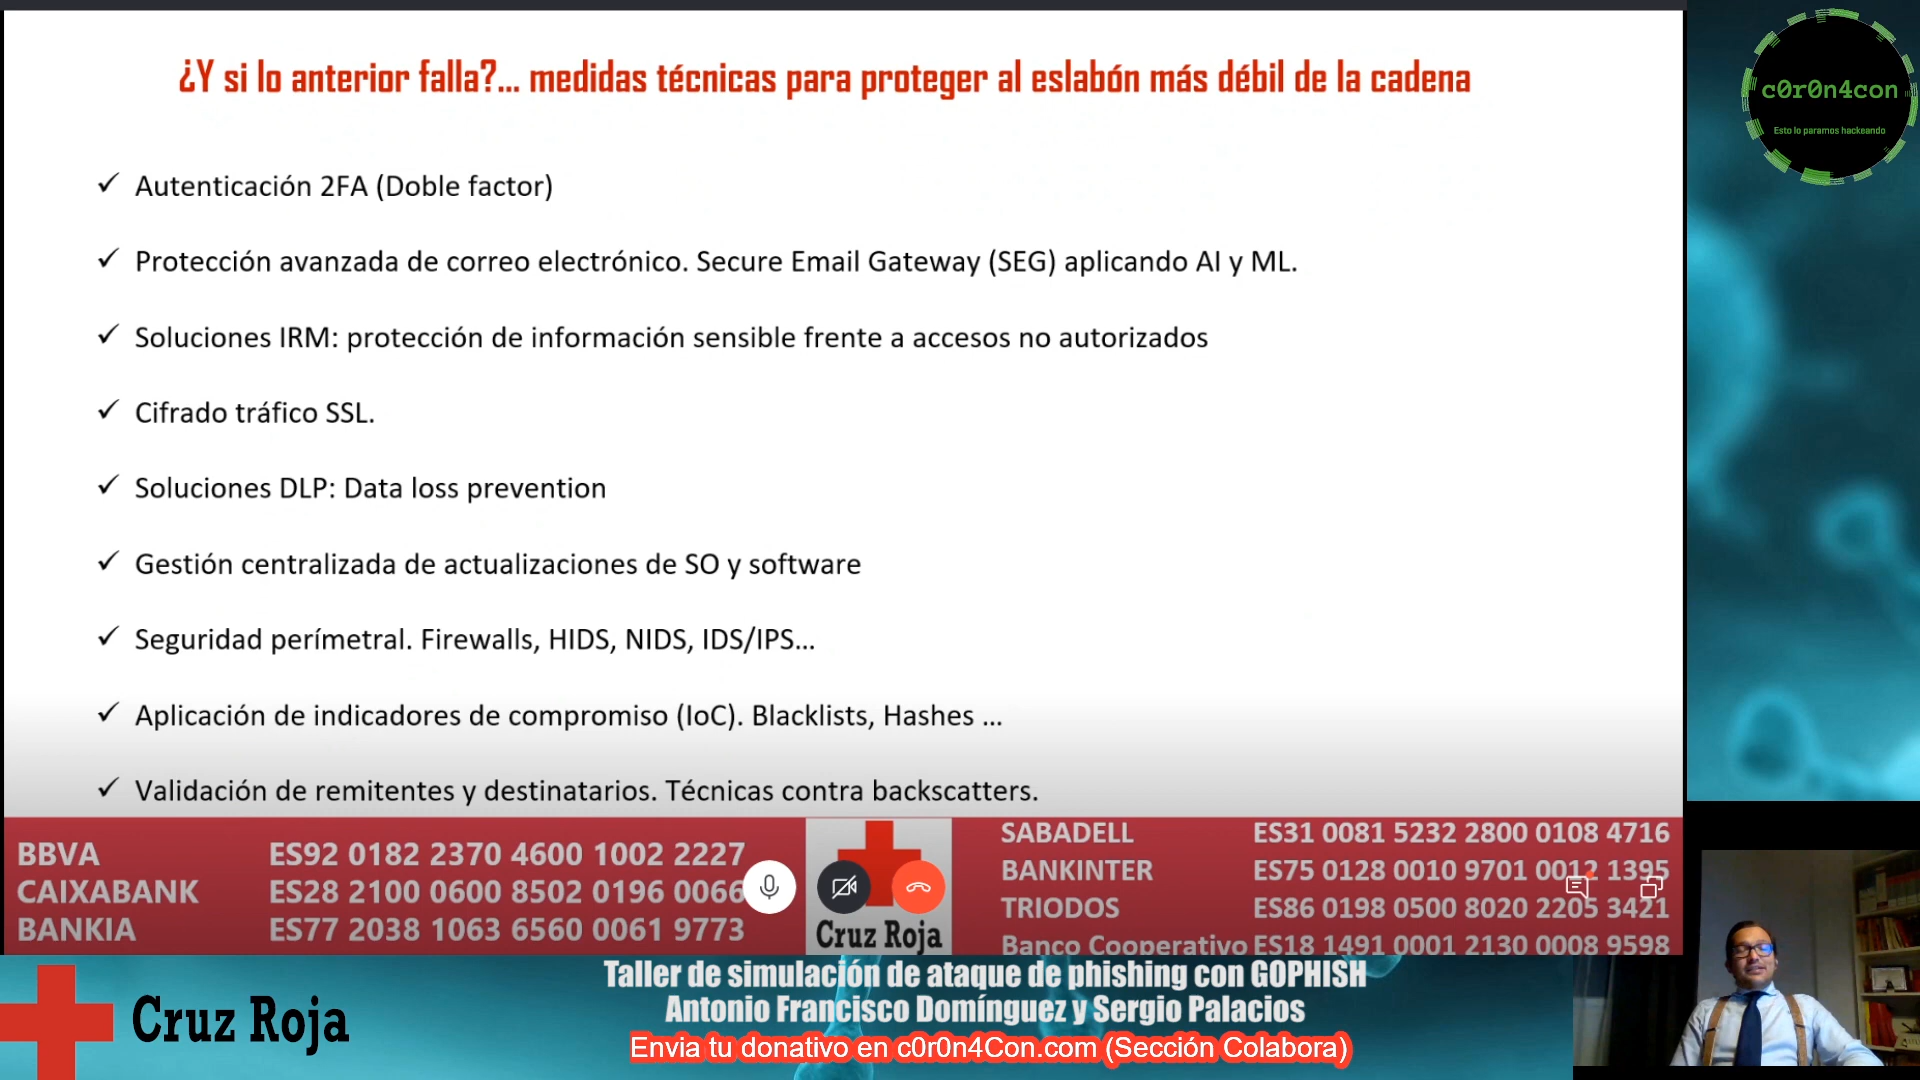 ¿Y si lo anterior falla?... medidas técnicas para proteger al eslabón más débil de la cadena
c0r0n4con
Esto lo paramos hackeando
✓ Autenticación 2FA (Doble factor)
✓ Protección avanzada de correo electrónico. Secure Email Gateway (SEG) aplicando AI y ML.
✓ Soluciones IRM: protección de información sensible frente a accesos no autorizados
✓ Cifrado tráfico SSL.
✓ Soluciones DLP: Data loss prevention
✓ Gestión centralizada de actualizaciones de SO y software
✓ Seguridad perímetral. Firewalls, HIDS, NIDS, IDS/IPS...
✓ Aplicación de indicadores de compromiso (IoC). Blacklists, Hashes ...
✓ Validación de remitentes y destinatarios. Técnicas contra backscatters.
BBVA ES92 0182 2370 4600 1002 2227
CAIXABANK ES28 2100 0600 8502 0196 0066
BANKIA ES77 2038 1063 6560 0061 9773
Cruz Roja
SABADELL ES31 0081 5232 2800 0108 4716
BANKINTER ES75 0128 0010 9701 0012 1395
TRIODOS ES86 0198 0500 8020 2205 3421
Banco Cooperativo ES18 1491 0001 2130 0008 9598
Cruz Roja
Taller de simulación de ataque de phishing con GOPHISH
Antonio Francisco Domínguez y Sergio Palacios
Envia tu donativo en c0r0n4Con.com (Sección Colabora)